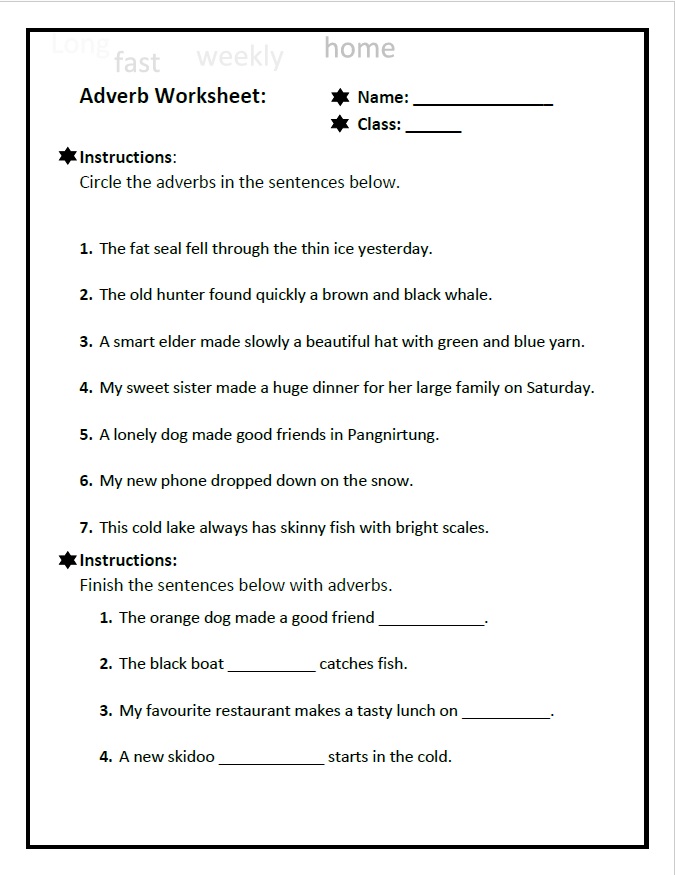 Long fast weekly home
Adverb Worksheet: Name: _______________
Class: ______
Instructions:
Circle the adverbs in the sentences below.
1. The fat seal fell through the thin ice yesterday.
2. The old hunter found quickly a brown and black whale.
3. A smart elder made slowly a beautiful hat with green and blue yarn.
4. My sweet sister made a huge dinner for her large family on Saturday.
5. A lonely dog made good friends in Pangnirtung.
6. My new phone dropped down on the snow.
7. This cold lake always has skinny fish with bright scales.
Instructions:
Finish the sentences below with adverbs.
1. The orange dog made a good friend ____________.
2. The black boat __________ catches fish.
3. My favourite restaurant makes a tasty lunch on __________.
4. A new skidoo ____________ starts in the cold.